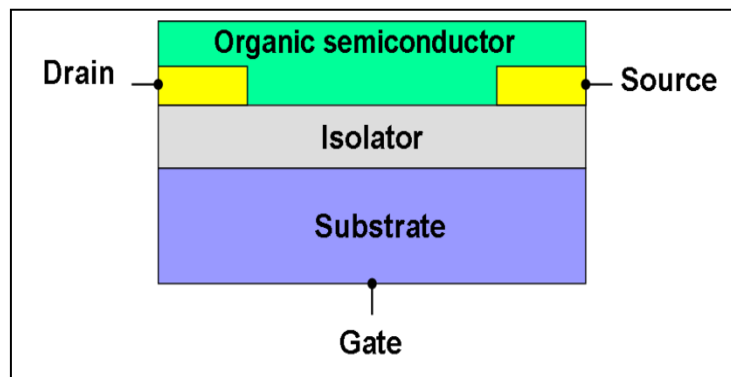 Organic semiconductor
Drain
Source
Isolator
Substrate
Gate